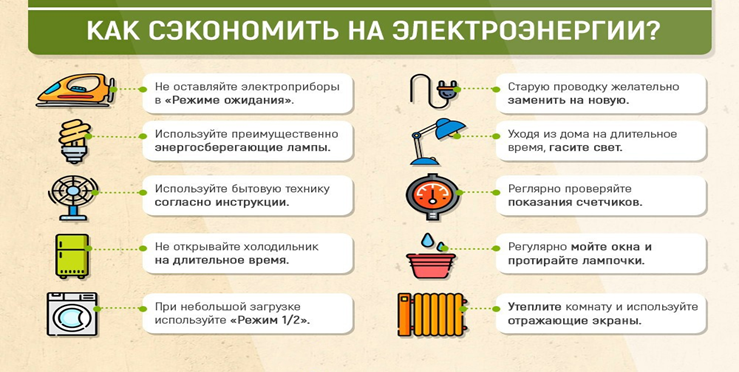 КАК СЭКОНОМИТЬ НА ЭЛЕКТРОЭНЕРГИИ?
Не оставляйте электроприборы
в «Режиме ожидания».
Используйте преимущественно
энергосберегающие лампы.
Используйте бытовую технику
согласно инструкции.
Не открывайте холодильник
на длительное время.
При небольшой загрузке
используйте «Режим 1/2».
Старую проводку желательно
заменить на новую.
Уходя из дома на длительное
время, гасите свет.
Реглярно проверяйте
показания счетчиков.
Регулярно мойте окна и
протирайте лампочки.
Утеплите комнату и используйте
отражающие экраны.